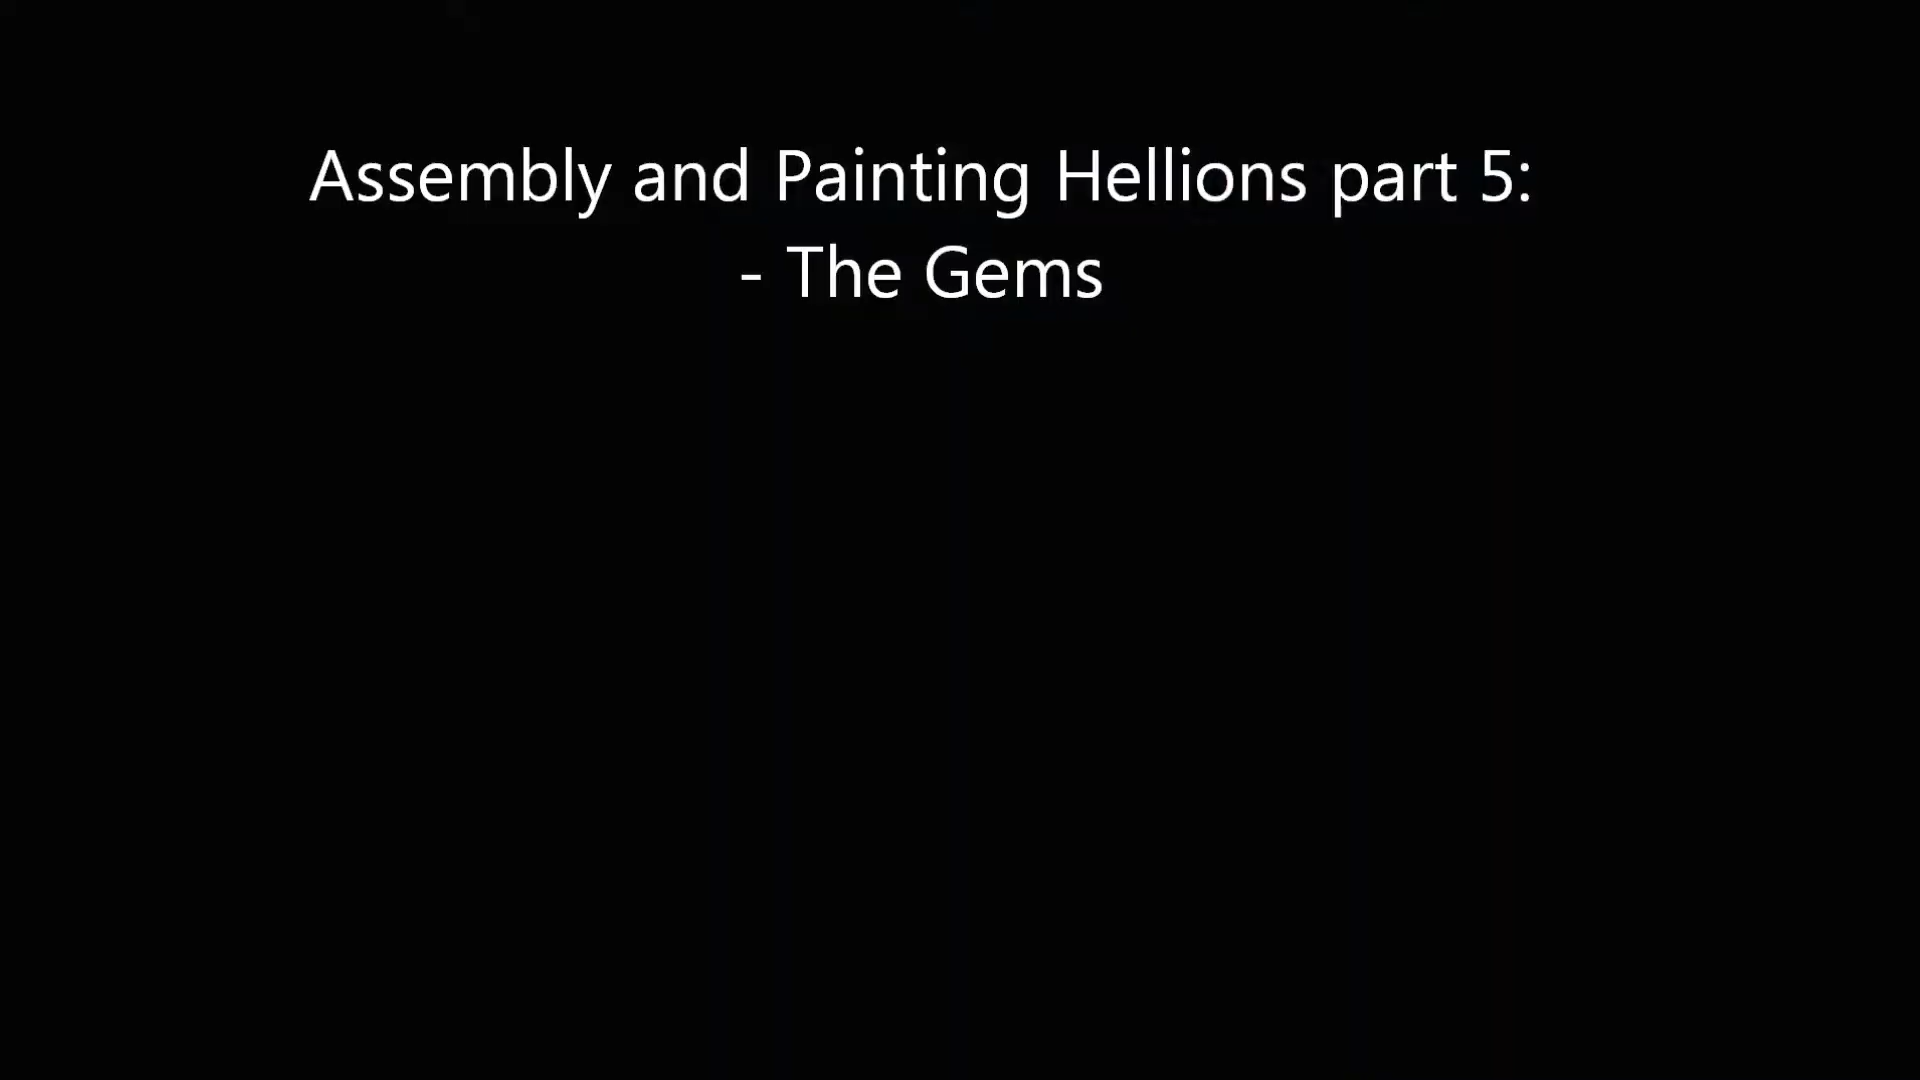 Assembly and Painting Hellions part 5:
- The Gems